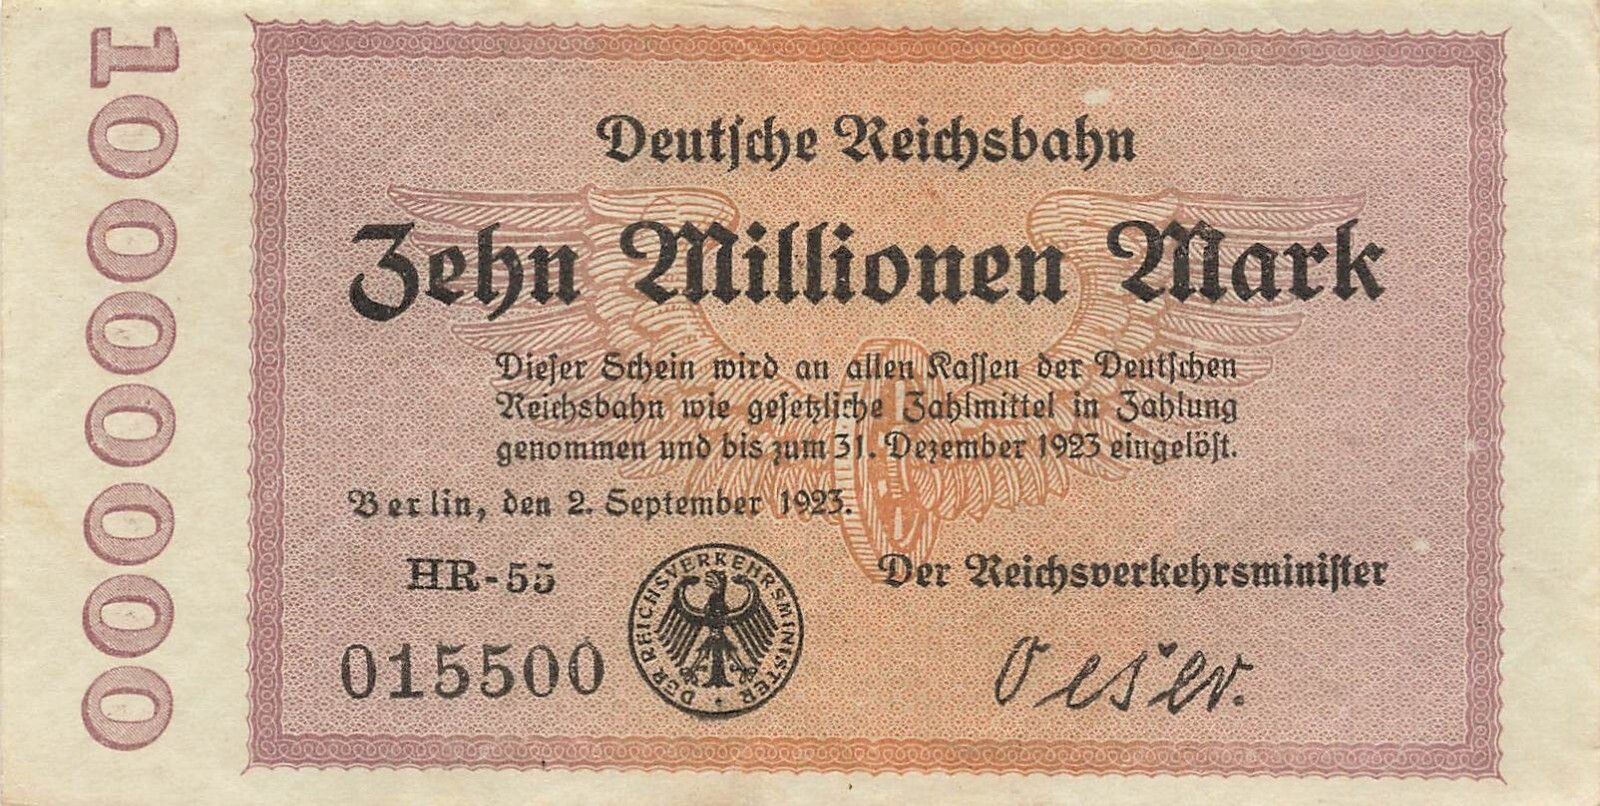 10000000
Deutſche Reichsbahn
Zehn Millionen Mark
Dieſer Schein wird an allen Kaſſen der Deutſchen
Reichsbahn wie geſetzliche Zahlmittel in Zahlung
genommen und bis zum 31. Dezember 1923 eingelöſt.
Berlin, den 2. September 1923.
HR-55
015500
DER REICHSVERKEHRSMINISTER
Der Reichsverkehrsminiſter
Oeser.